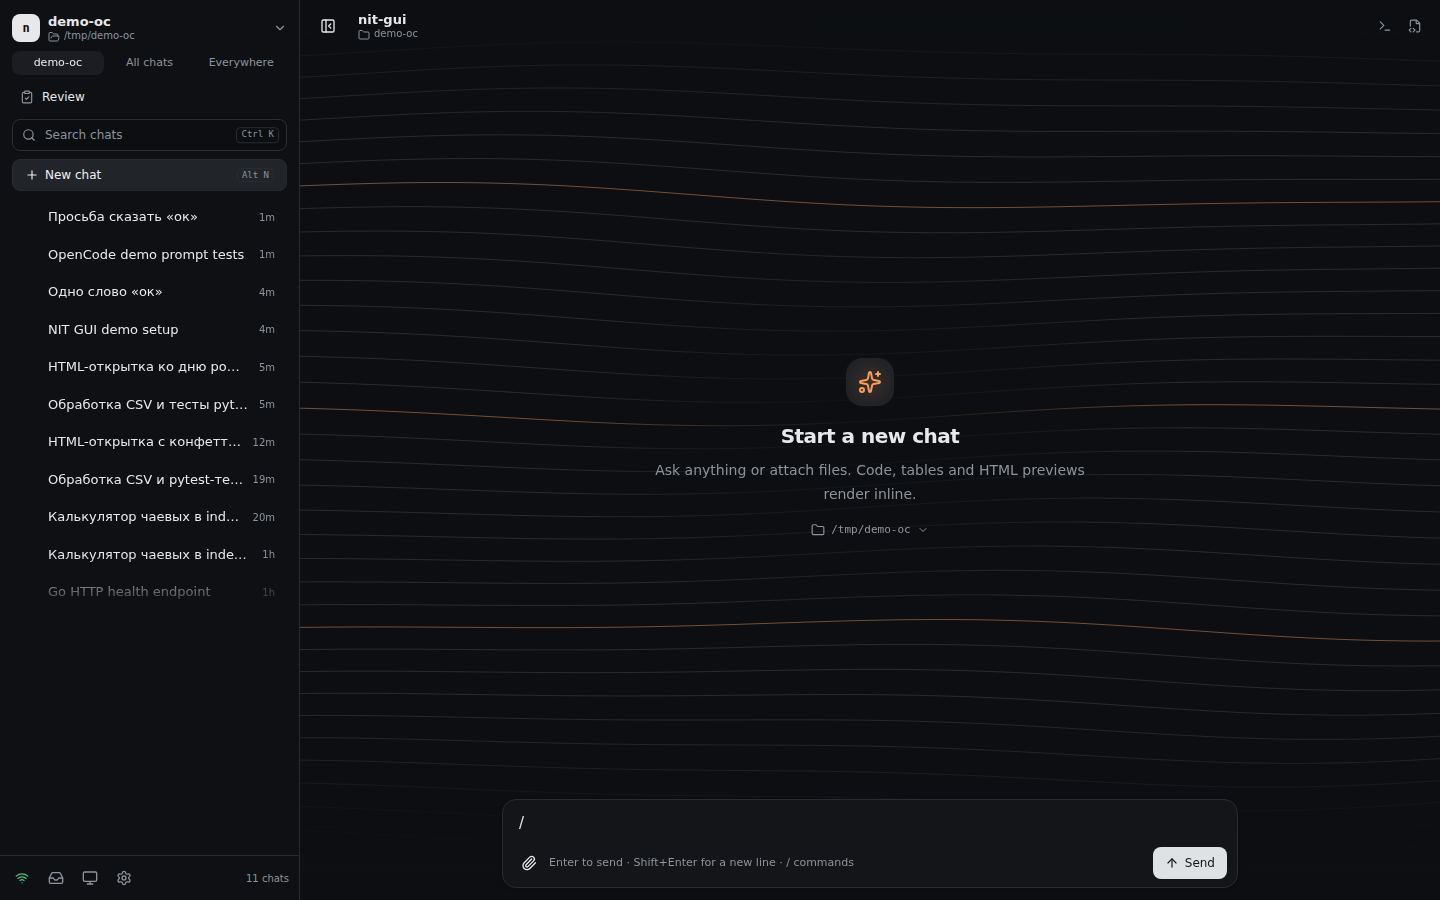 n
demo-oc
/tmp/demo-oc
demo-oc All chats Everywhere
Review
Search chats Ctrl K
New chat Alt N
Просьба сказать «ок» 1m
OpenCode demo prompt tests 1m
Одно слово «ок» 4m
NIT GUI demo setup 4m
HTML-открытка ко дню ро... 5m
Обработка CSV и тесты pyt... 5m
HTML-открытка с конфетт... 12m
Обработка CSV и pytest-те... 19m
Калькулятор чаевых в ind... 20m
Калькулятор чаевых в inde... 1h
Go HTTP health endpoint 1h
11 chats
nit-gui
demo-oc
Start a new chat
Ask anything or attach files. Code, tables and HTML previews
render inline.
/tmp/demo-oc
/
Enter to send · Shift+Enter for a new line · / commands
Send